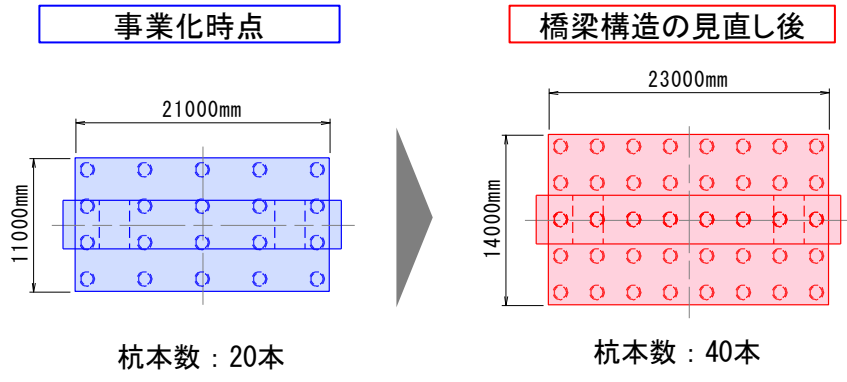 事業化時点
橋梁構造の見直し後
21000mm
11000mm
杭本数：20本
23000mm
14000mm
杭本数：40本